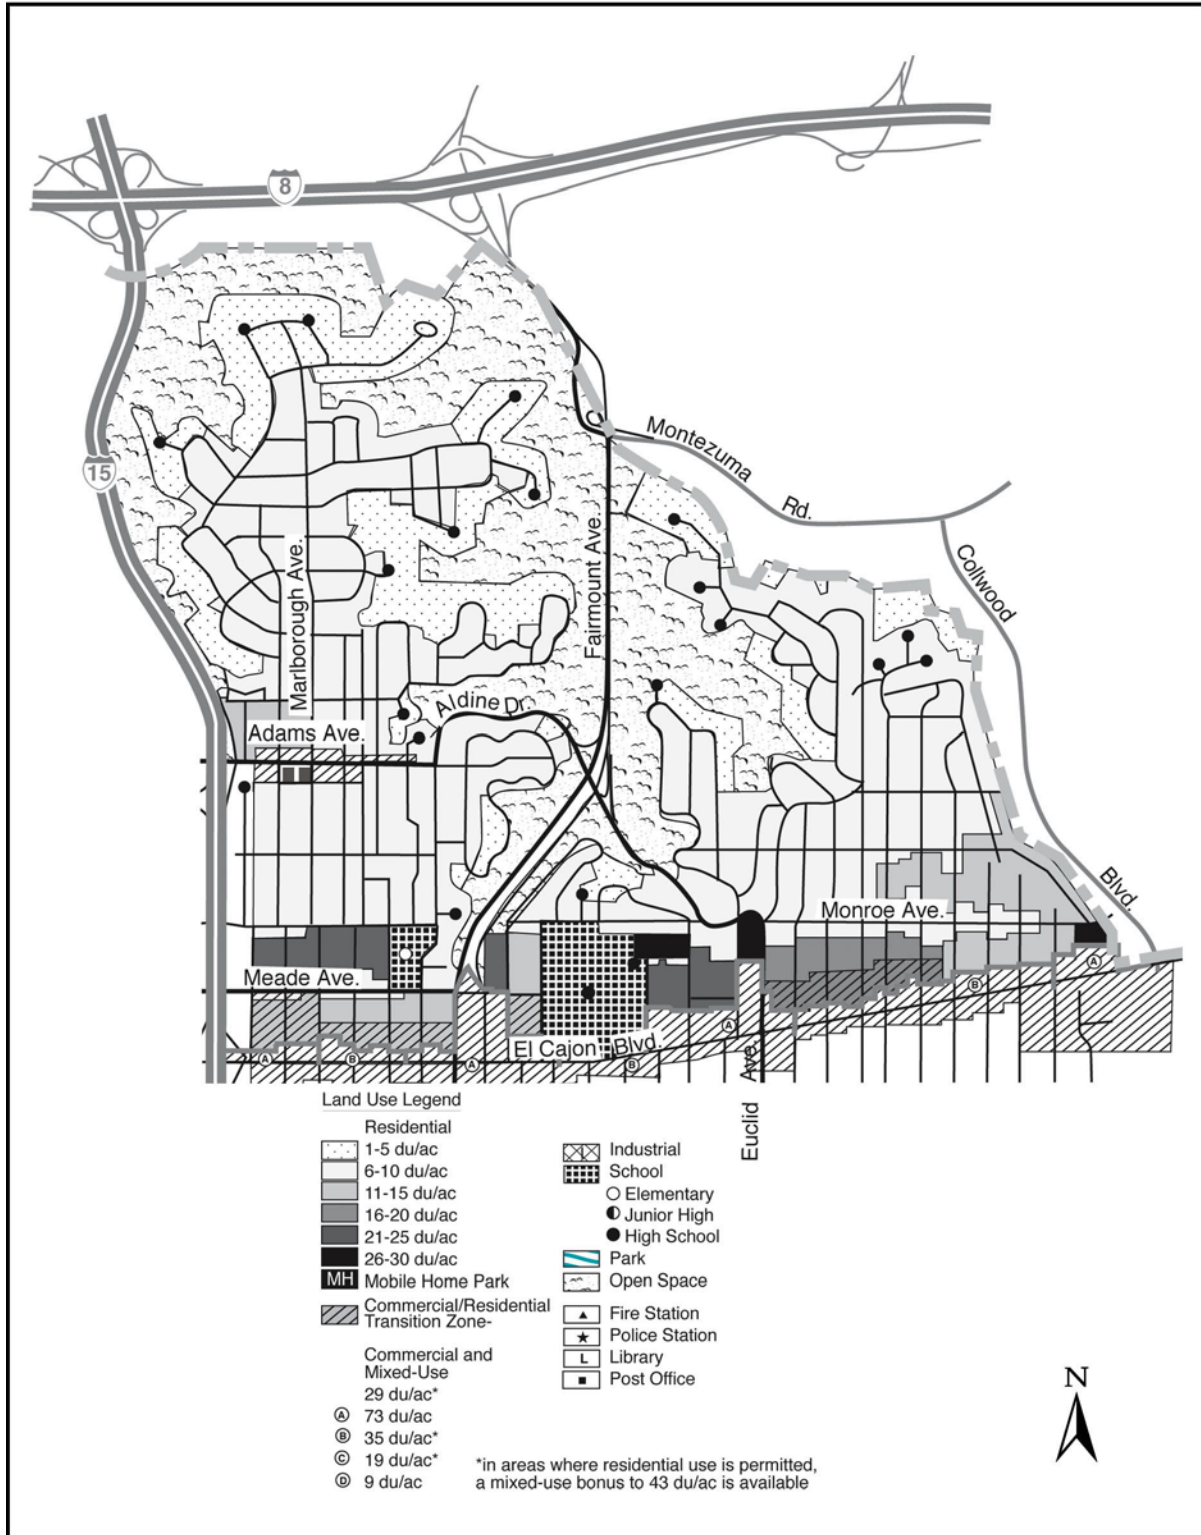 8
15
Montezuma
Rd.
Collwood
Blvd.
Fairmount Ave.
Marlborough Ave.
Aldine Dr.
Adams Ave.
Monroe Ave.
Meade Ave.
A
B
A
El Cajon Blvd.
B
A
B
A
Euclid Ave.
Land Use Legend
Residential
1-5 du/ac
6-10 du/ac
11-15 du/ac
16-20 du/ac
21-25 du/ac
26-30 du/ac
MH Mobile Home Park
Commercial/Residential
Transition Zone-
Commercial and
Mixed-Use
29 du/ac*
A 73 du/ac
B 35 du/ac*
C 19 du/ac*
D 9 du/ac
Industrial
School
Elementary
Junior High
High School
Park
Open Space
Fire Station
Police Station
L Library
Post Office
*in areas where residential use is permitted,
a mixed-use bonus to 43 du/ac is available
N